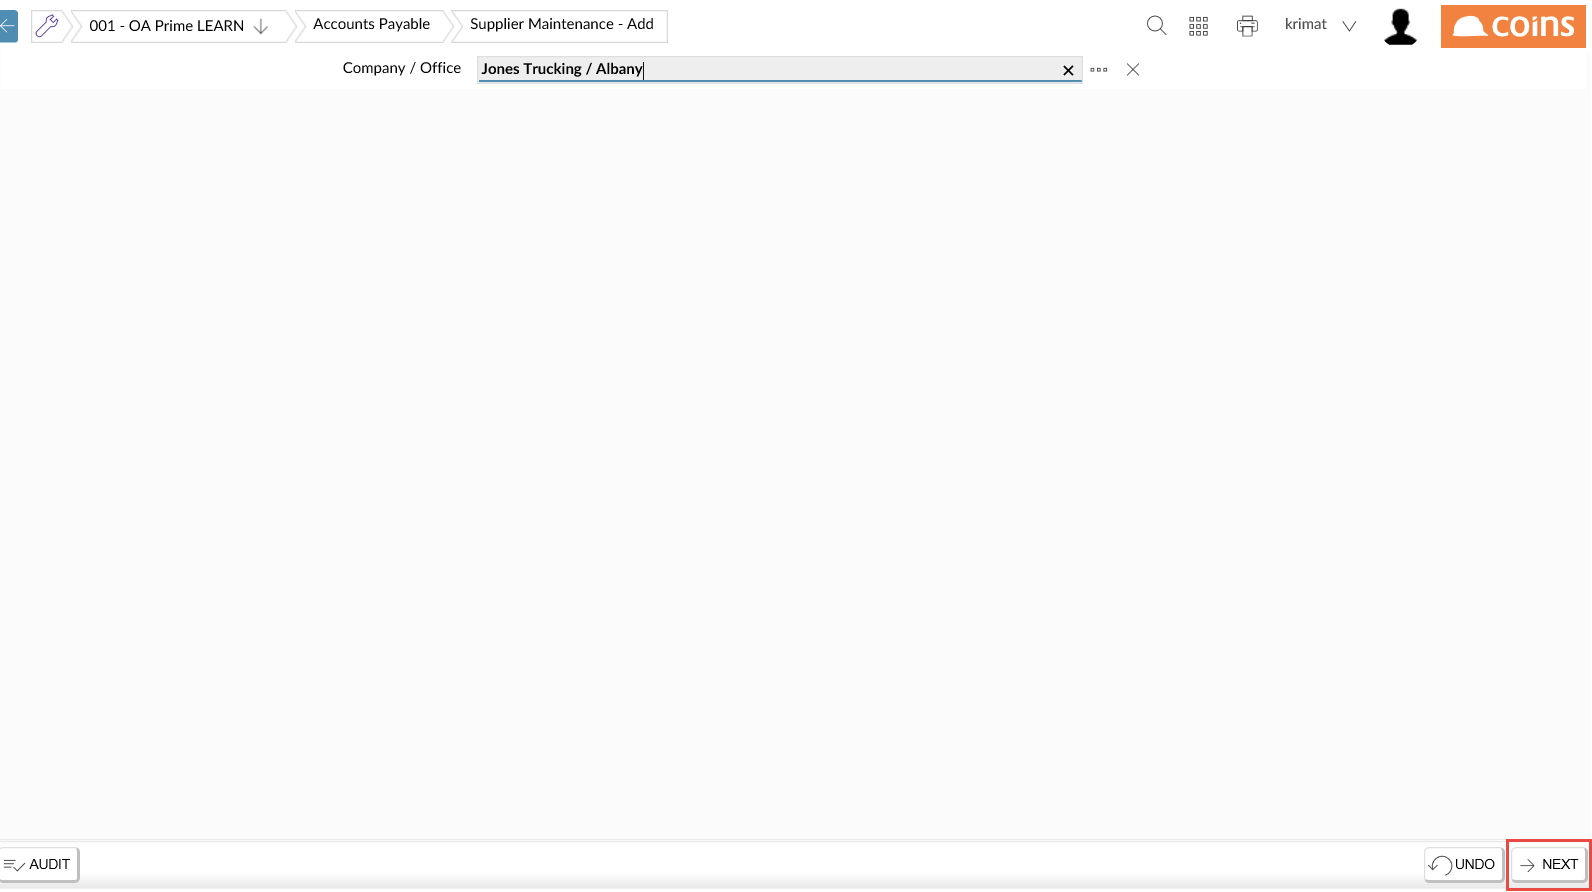 001 - OA Prime LEARN
Accounts Payable
Supplier Maintenance - Add
krimat
coins
Company / Office
Jones Trucking / Albany
AUDIT
UNDO
NEXT